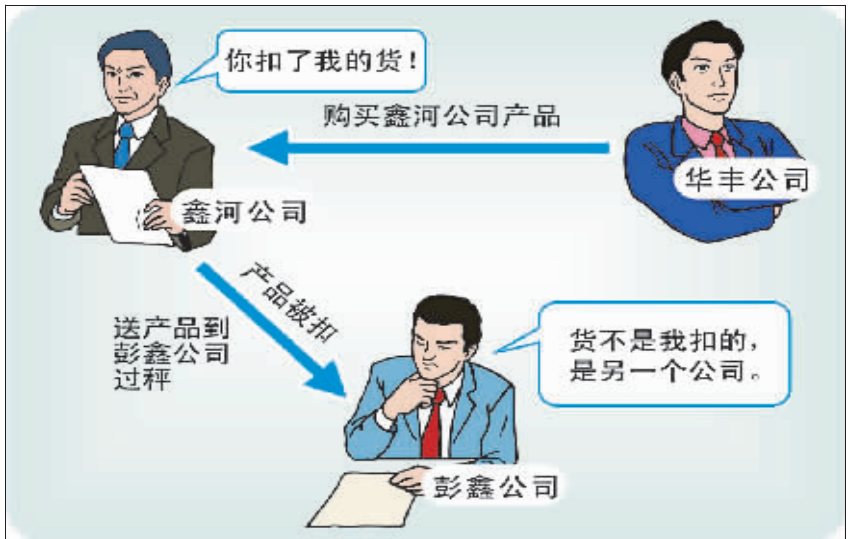 你扣了我的货！
购买鑫河公司产品
华丰公司
鑫河公司
产品被扣
送产品到
彭鑫公司
过秤
货不是我扣的，
是另一个公司。
彭鑫公司